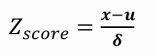 Z_score = (x − u) / δ